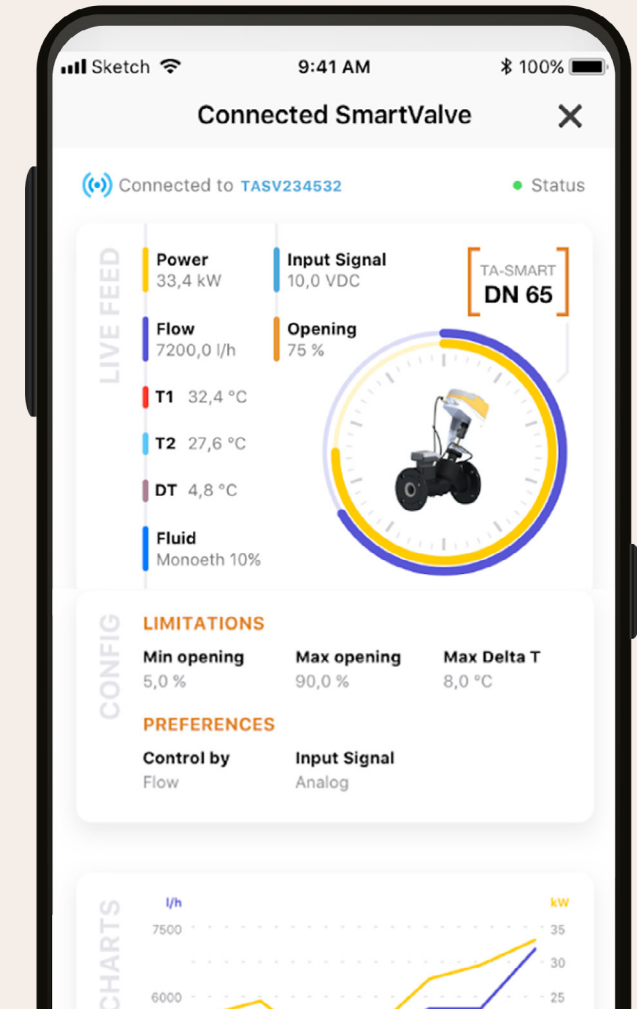 Sketch 9:41 AM 100%
Connected SmartValve
Connected to TASV234532 Status
LIVE FEED
Power
33,4 kW
Input Signal
10,0 VDC
TA-SMART
DN 65
Flow
7200,0 l/h
Opening
75 %
T1 32,4 °C
T2 27,6 °C
DT 4,8 °C
Fluid
Monoeth 10%
CONFIG
LIMITATIONS
Min opening Max opening Max Delta T
5,0 % 90,0 % 8,0 °C
PREFERENCES
Control by Input Signal
Flow Analog
CHARTS
l/h kW
7500 35
30
6000 25